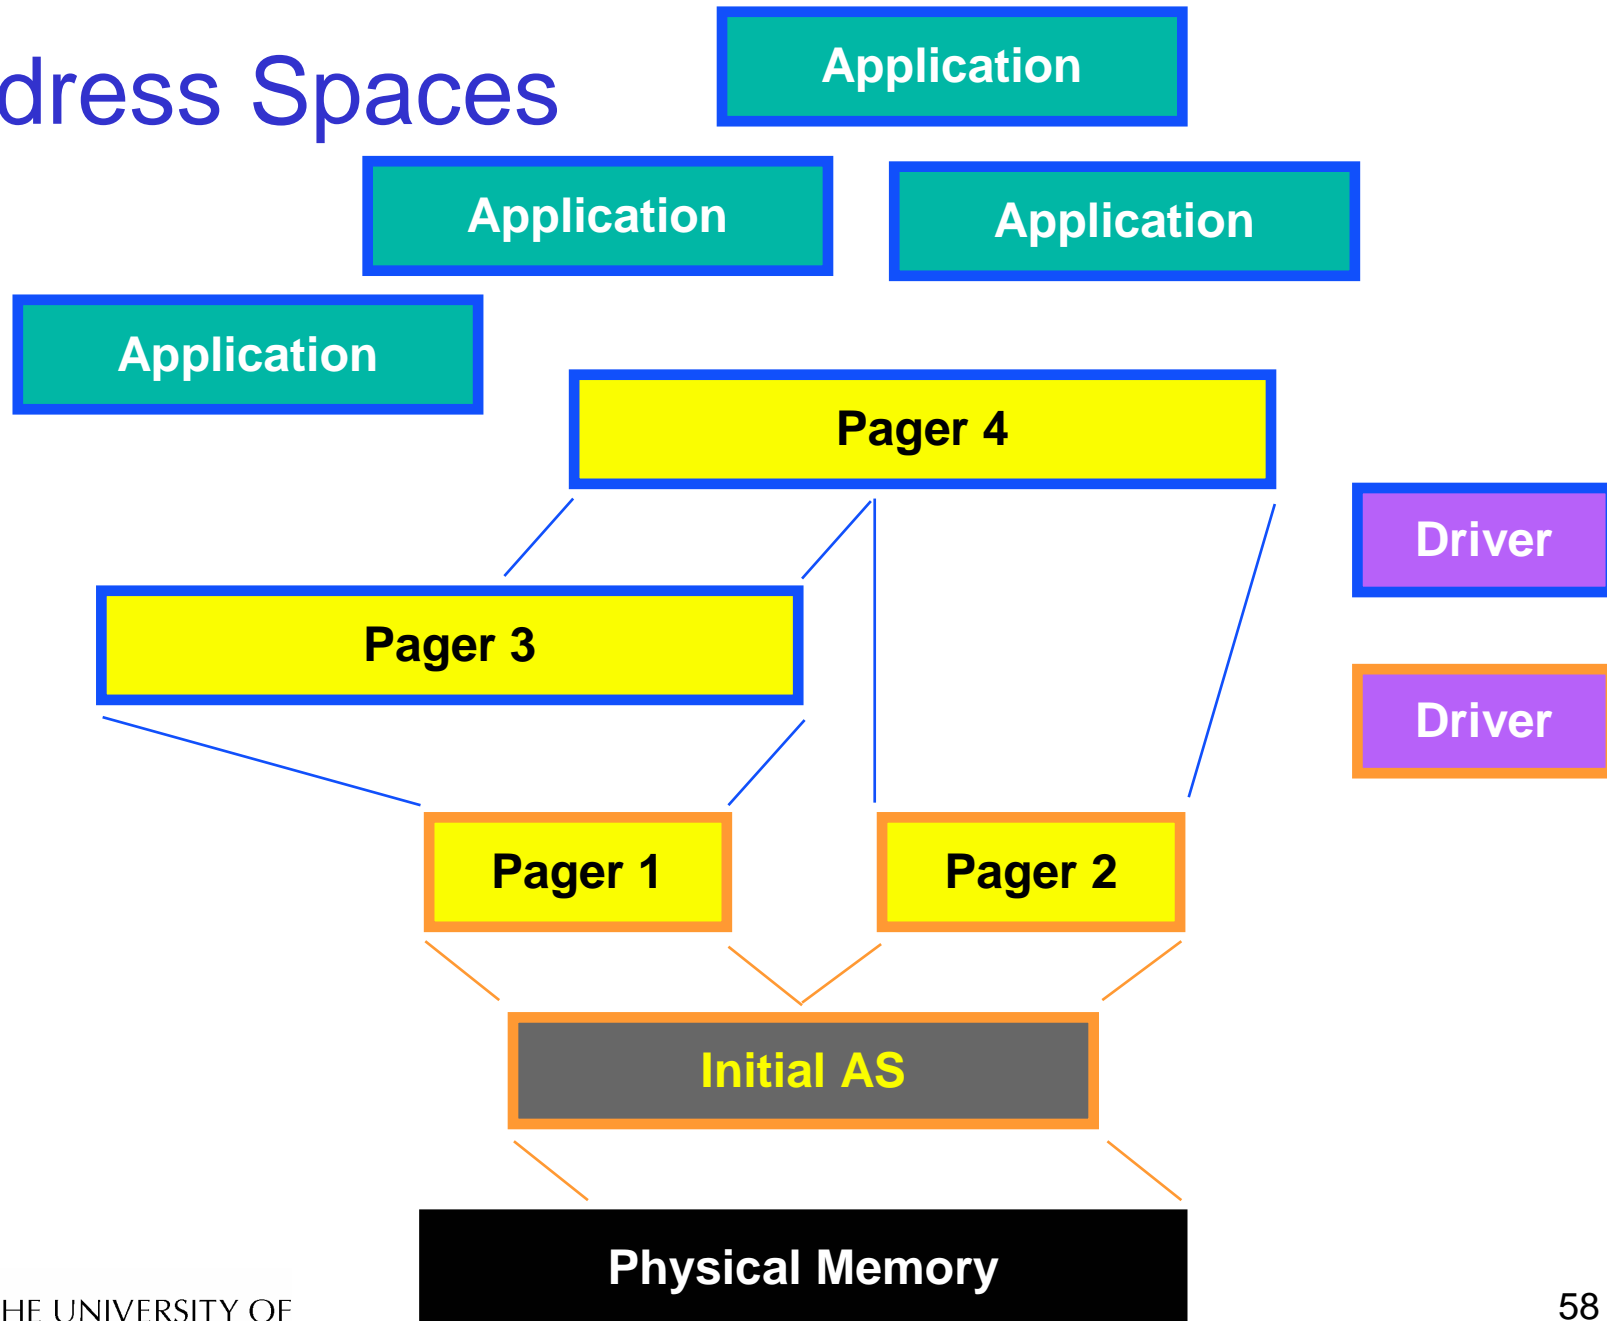 dress Spaces
Application
Application
Application
Application
Pager 4
Driver
Pager 3
Driver
Pager 1
Pager 2
Initial AS
Physical Memory
HE UNIVERSITY OF
58